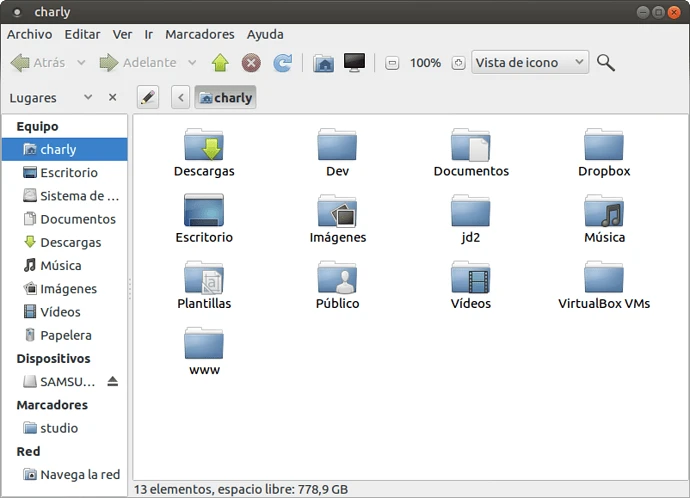 charly
Archivo Editar Ver Ir Marcadores Ayuda
Atrás Adelante 100% Vista de icono
Lugares charly
Equipo
charly
Escritorio
Sistema de ...
Documentos
Descargas
Música
Imágenes
Vídeos
Papelera
Dispositivos
SAMSU...
Marcadores
studio
Red
Navega la red
Descargas Dev Documentos Dropbox
Escritorio Imágenes jd2 Música
Plantillas Público Vídeos VirtualBox VMs
www
13 elementos, espacio libre: 778,9 GB